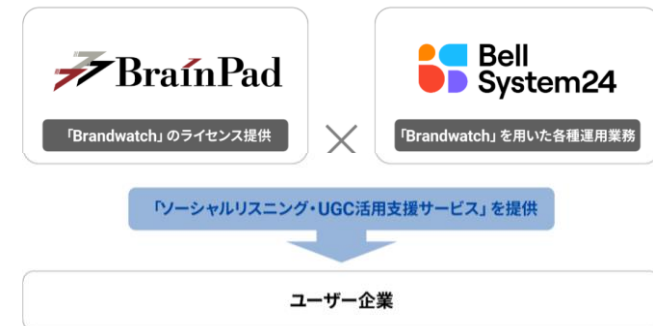 BrainPad
「Brandwatch」のライセンス提供
Bell
System24
「Brandwatch」を用いた各種運用業務
「ソーシャルリスニング・UGC活用支援サービス」を提供
ユーザー企業